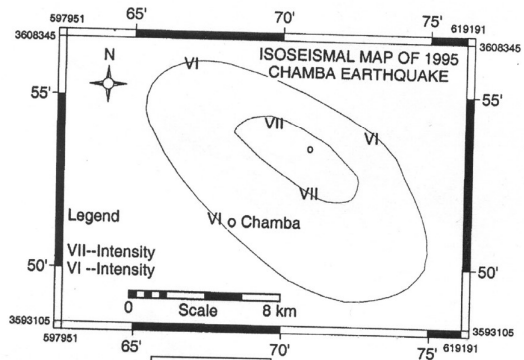 597951 65' 70' 75' 619191
3608345 3608345
N
VI
ISOSEISMAL MAP OF 1995
CHAMBA EARTHQUAKE
55' 55'
VII
VI
VII
Legend
VI Chamba
VII--Intensity
VI --Intensity
50' 50'
0 Scale 8 km
3593105 3593105
597951 65' 70' 75' 619191